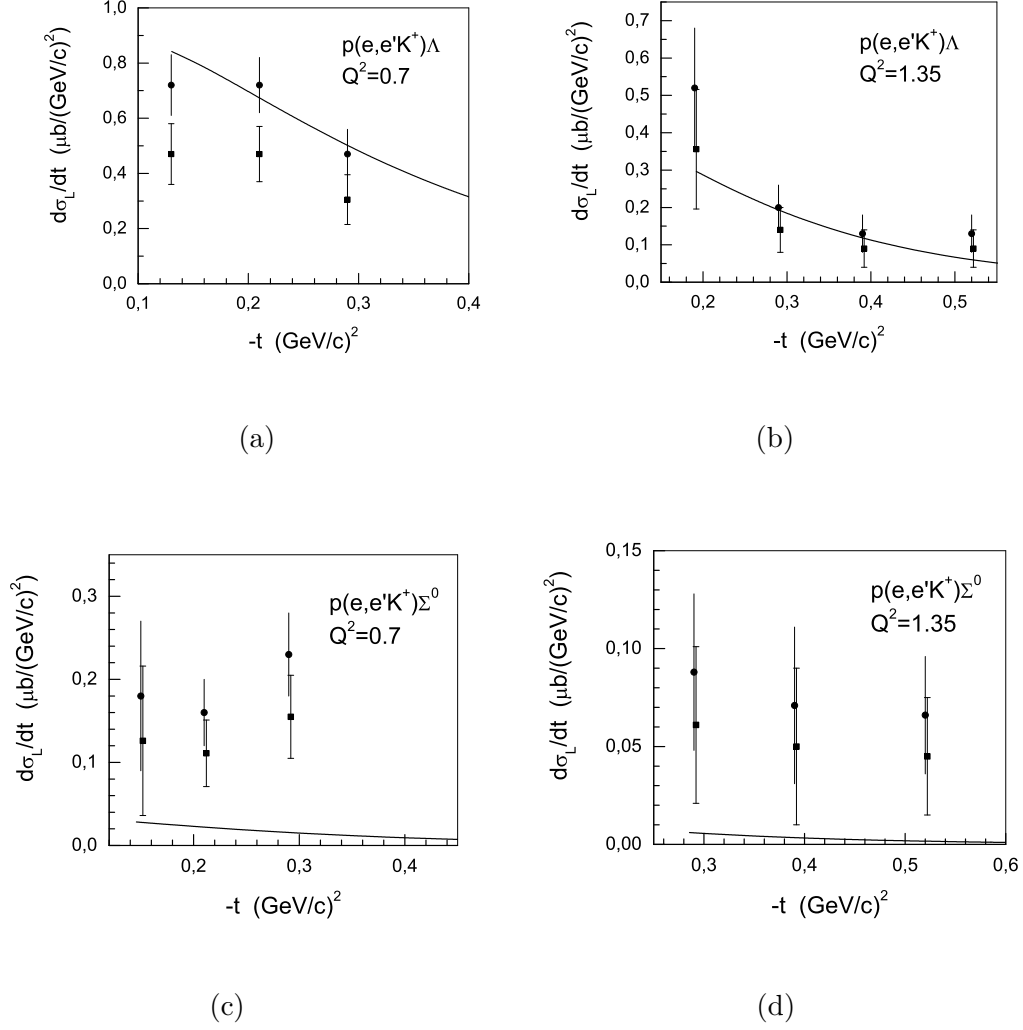 1,0
0,8
0,6
0,4
0,2
0,0
0,1 0,2 0,3 0,4
dσL/dt (μb/(GeV/c)²)
p(e,e'K⁺)Λ
Q²=0.7
-t (GeV/c)²
(a)
0,7
0,6
0,5
0,4
0,3
0,2
0,1
0,0
0,2 0,3 0,4 0,5
dσL/dt (μb/(GeV/c)²)
p(e,e'K⁺)Λ
Q²=1.35
-t (GeV/c)²
(b)
0,3
0,2
0,1
0,0
0,2 0,3 0,4
dσL/dt (μb/(GeV/c)²)
p(e,e'K⁺)Σ⁰
Q²=0.7
-t (GeV/c)²
(c)
0,15
0,10
0,05
0,00
0,3 0,4 0,5 0,6
dσL/dt (μb/(GeV/c)²)
p(e,e'K⁺)Σ⁰
Q²=1.35
-t (GeV/c)²
(d)